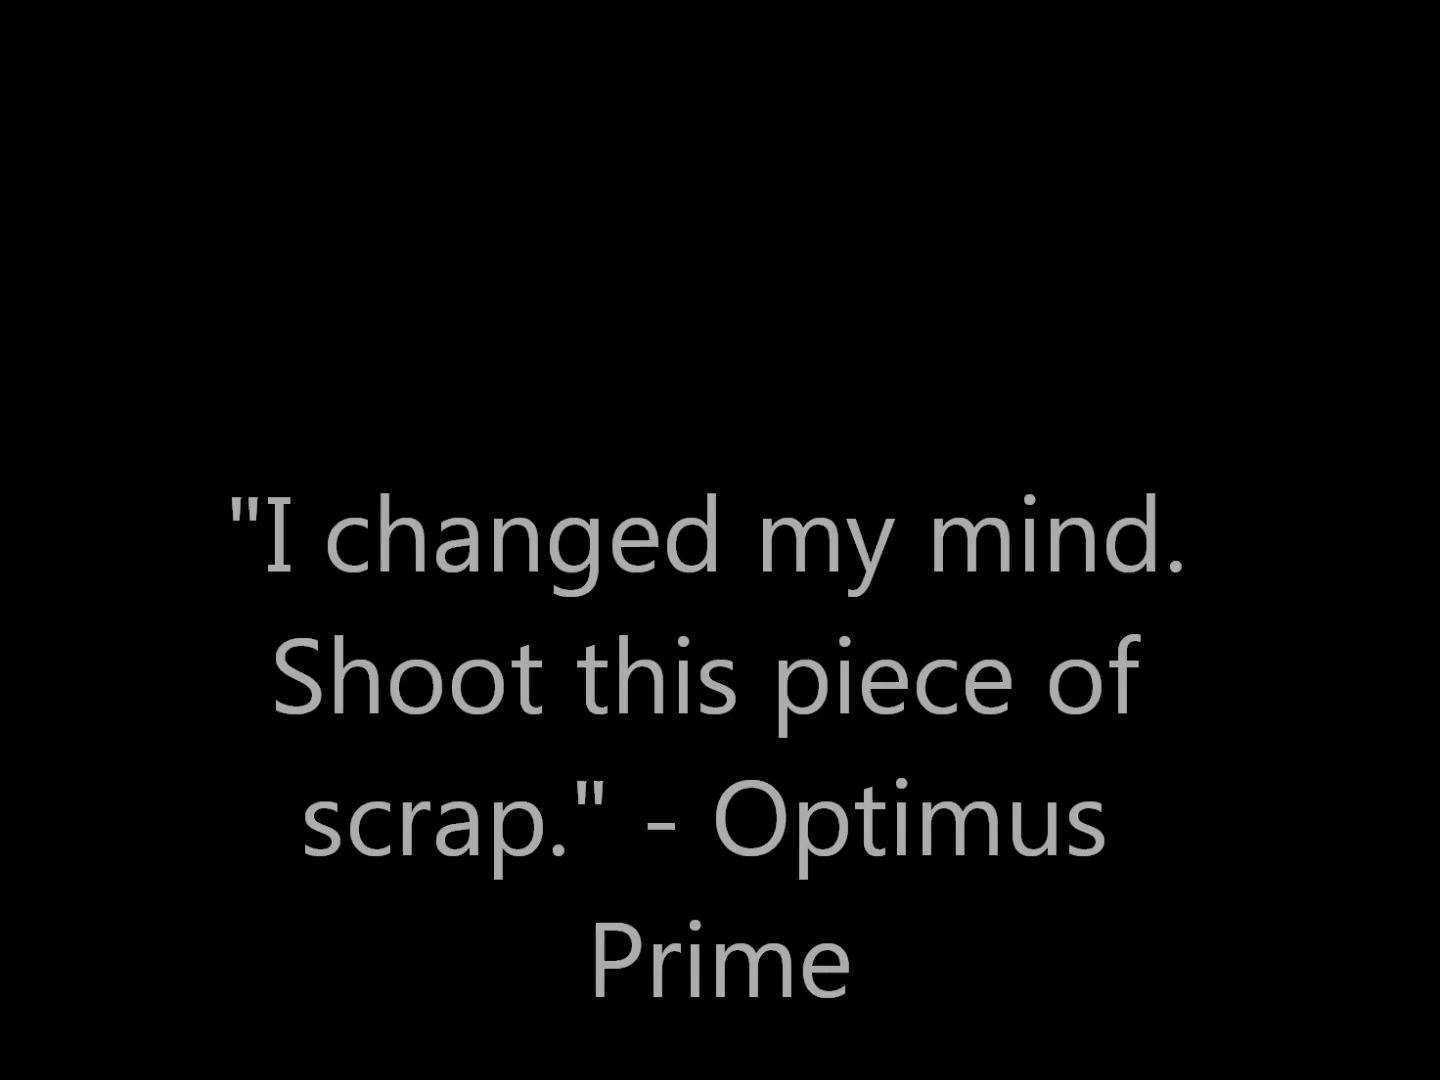 "I changed my mind.
Shoot this piece of
scrap." - Optimus
Prime